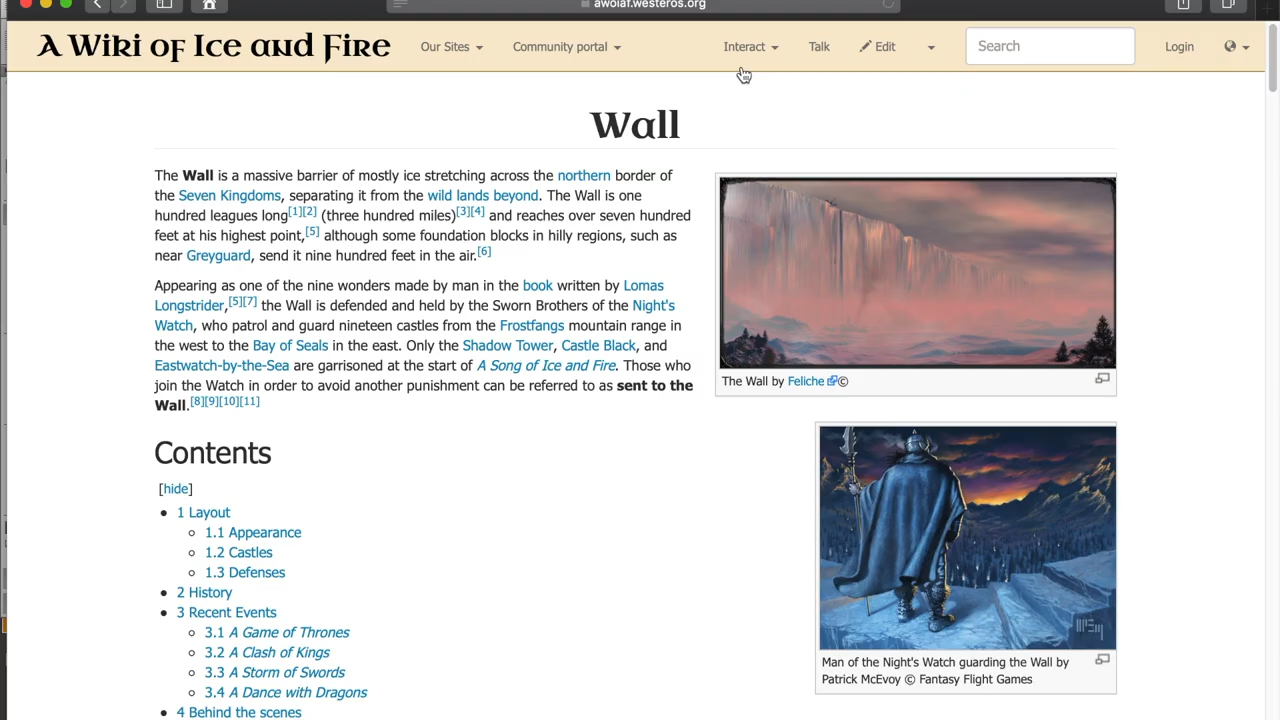 awoiaf.westeros.org
A Wiki of Ice and Fire
Our Sites
Community portal
Interact
Talk
Edit
Search
Login
Wall
The Wall is a massive barrier of mostly ice stretching across the northern border of
the Seven Kingdoms, separating it from the wild lands beyond. The Wall is one
hundred leagues long[1][2] (three hundred miles)[3][4] and reaches over seven hundred
feet at his highest point,[5] although some foundation blocks in hilly regions, such as
near Greyguard, send it nine hundred feet in the air.[6]
Appearing as one of the nine wonders made by man in the book written by Lomas
Longstrider,[5][7] the Wall is defended and held by the Sworn Brothers of the Night's
Watch, who patrol and guard nineteen castles from the Frostfangs mountain range in
the west to the Bay of Seals in the east. Only the Shadow Tower, Castle Black, and
Eastwatch-by-the-Sea are garrisoned at the start of A Song of Ice and Fire. Those who
join the Watch in order to avoid another punishment can be referred to as sent to the
Wall.[8][9][10][11]
The Wall by Feliche ©
Man of the Night's Watch guarding the Wall by
Patrick McEvoy © Fantasy Flight Games
Contents
[hide]
1 Layout
1.1 Appearance
1.2 Castles
1.3 Defenses
2 History
3 Recent Events
3.1 A Game of Thrones
3.2 A Clash of Kings
3.3 A Storm of Swords
3.4 A Dance with Dragons
4 Behind the scenes